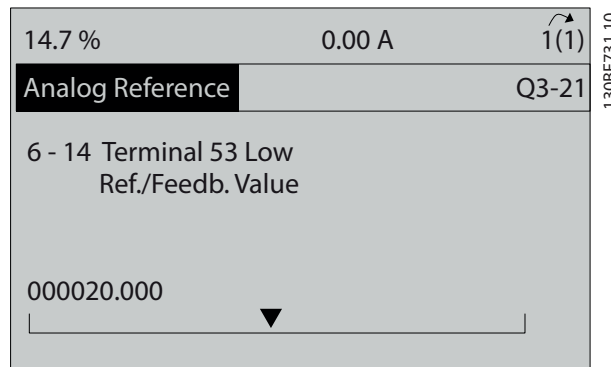 14.7 % 0.00 A 1(1)
Analog Reference Q3-21
6 - 14 Terminal 53 Low
Ref./Feedb. Value
000020.000
130BF731.10